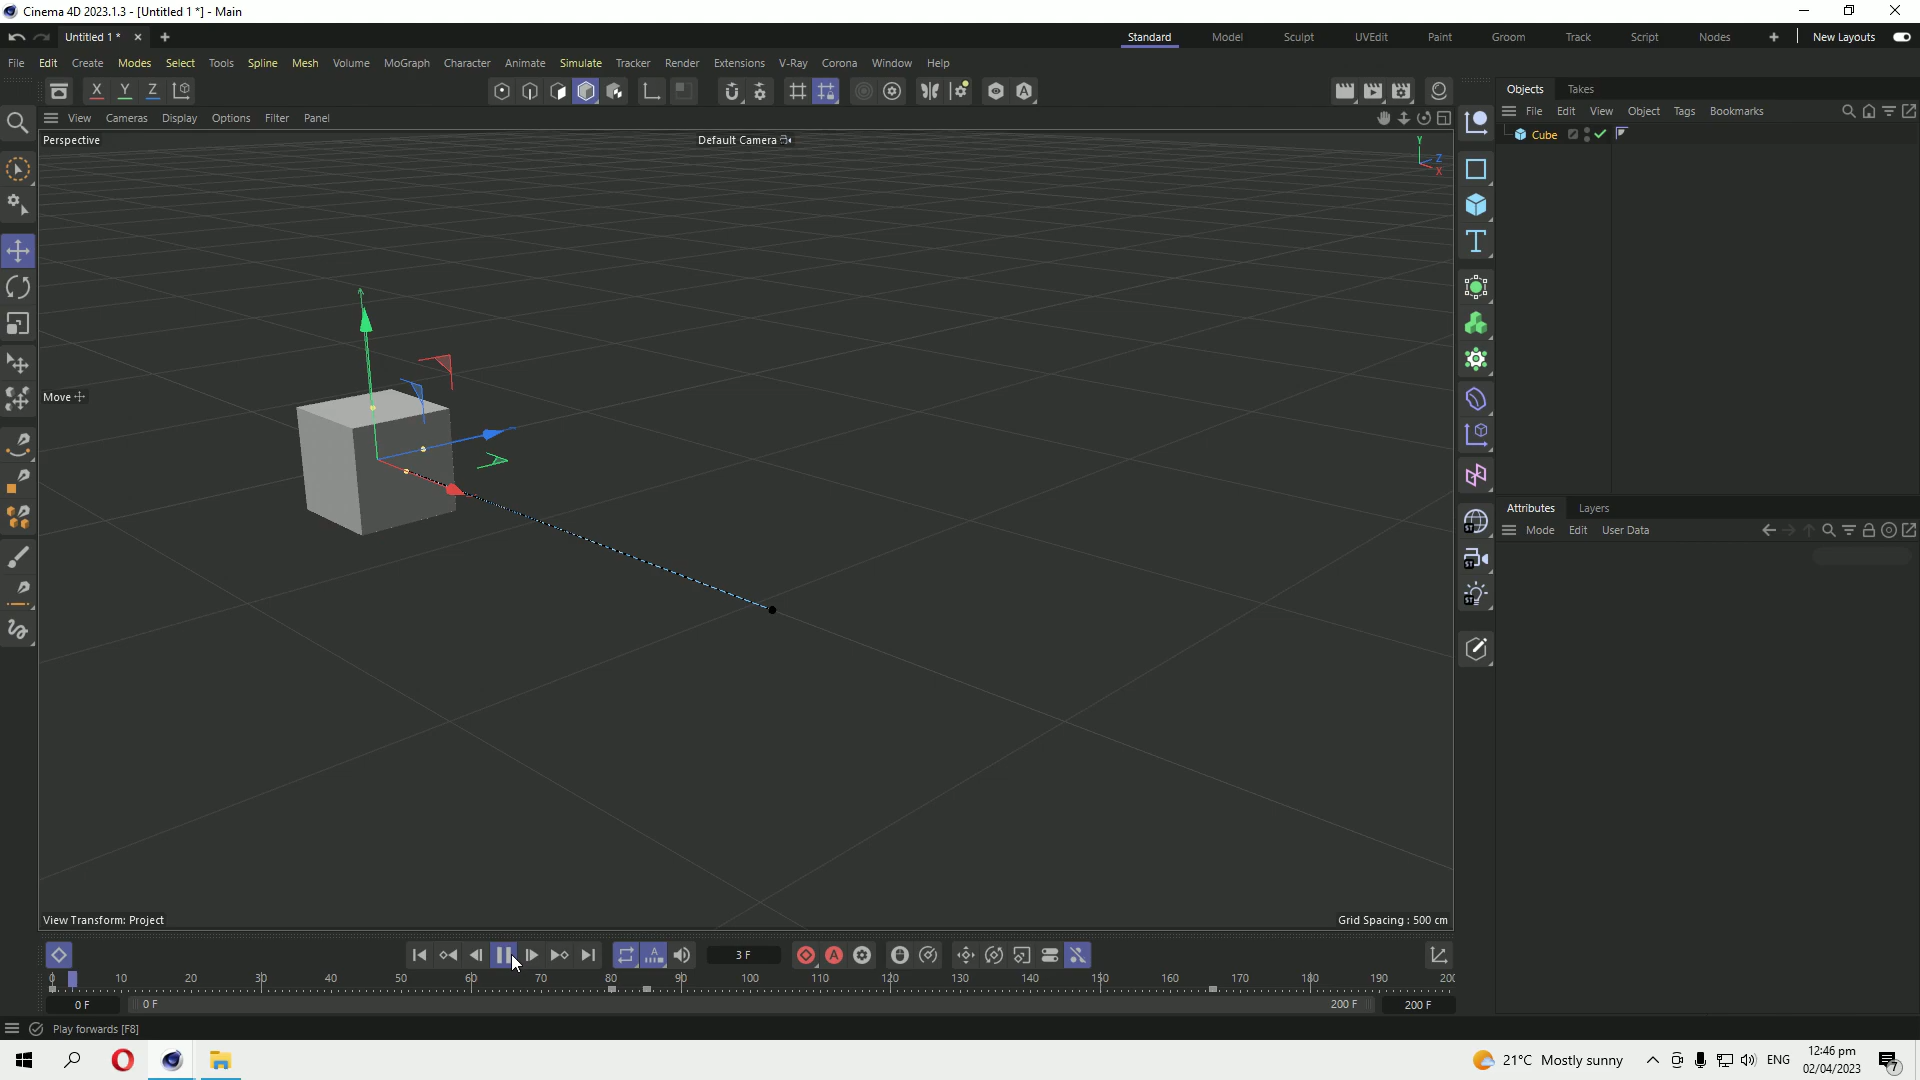 Cinema 4D 2023.1.3 - [Untitled 1 *] - Main
Untitled 1 *
Standard Model Sculpt UVEdit Paint Groom Track Script Nodes New Layouts
File Edit Create Modes Select Tools Spline Mesh Volume MoGraph Character Animate Simulate Tracker Render Extensions V-Ray Corona Window Help
X Y Z
Objects Takes
View Cameras Display Options Filter Panel
File Edit View Object Tags Bookmarks
Perspective
Default Camera
Cube
Y
Z
X
Move
Attributes Layers
Mode Edit User Data
ST
ST
ST
View Transform: Project
Grid Spacing : 500 cm
3 F
0 10 20 30 40 50 60 70 80 90 100 110 120 130 140 150 160 170 180 190 200
0 F 0 F 200 F 200 F
Play forwards [F8]
21°C Mostly sunny
ENG
12:46 pm
02/04/2023
7